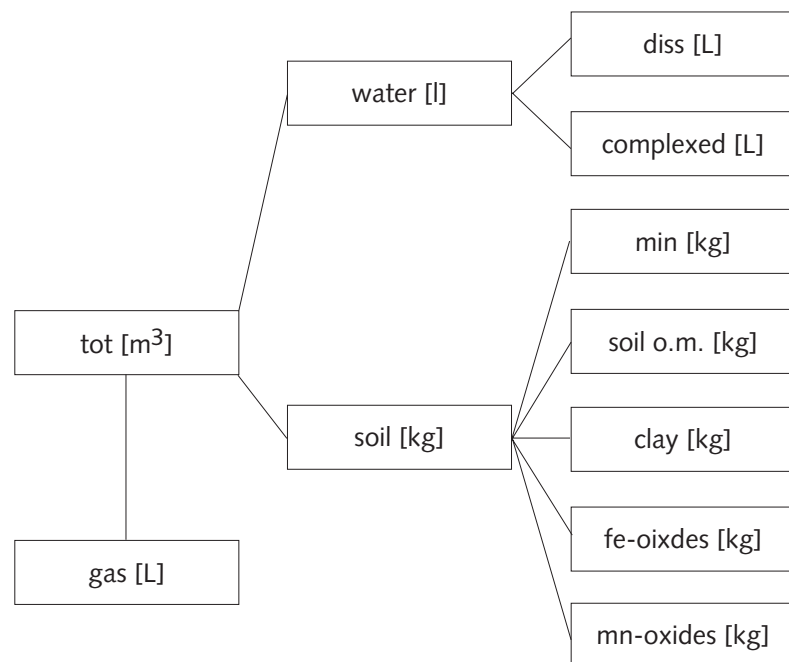 diss [L]
water [l]
complexed [L]
min [kg]
tot [m³]
soil o.m. [kg]
soil [kg]
clay [kg]
fe-oixdes [kg]
gas [L]
mn-oxides [kg]